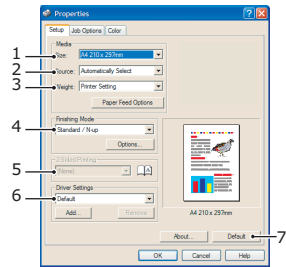 Properties
Setup Job Options Color
Media
1 Size: A4 210 x 297mm
2 Source: Automatically Select
3 Weight: Printer Setting
Paper Feed Options
Finishing Mode
4 Standard / N-up
Options...
2 Sided Printing
5 (None)
Driver Settings
6 Default
Add... Remove
A4 210 x 297mm
About... Default 7
OK Cancel Help